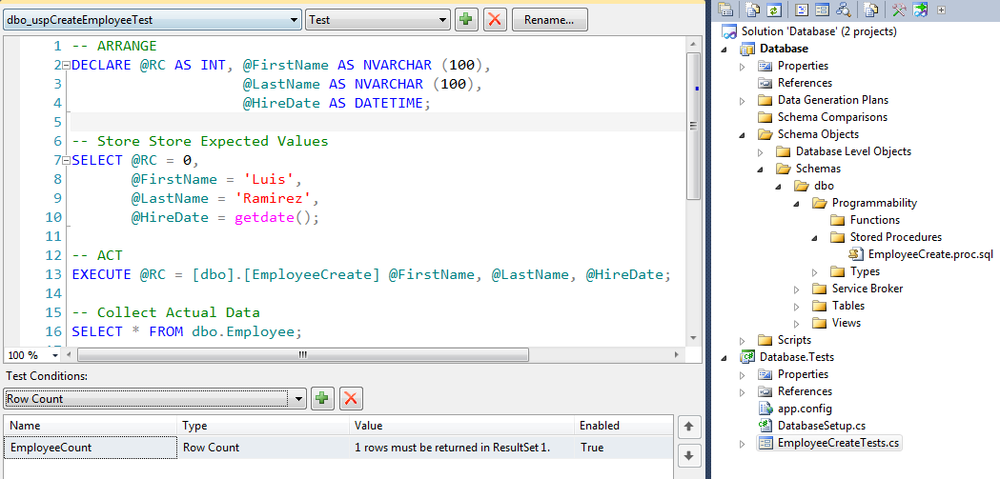 dbo_uspCreateEmployeeTest Test Rename...
1 -- ARRANGE
2 DECLARE @RC AS INT, @FirstName AS NVARCHAR (100),
3 @LastName AS NVARCHAR (100),
4 @HireDate AS DATETIME;
5
6 -- Store Store Expected Values
7 SELECT @RC = 0,
8 @FirstName = 'Luis',
9 @LastName = 'Ramirez',
10 @HireDate = getdate();
11
12 -- ACT
13 EXECUTE @RC = [dbo].[EmployeeCreate] @FirstName, @LastName, @HireDate;
14
15 -- Collect Actual Data
16 SELECT * FROM dbo.Employee;
100 %
Test Conditions:
Row Count
Name Type Value Enabled
EmployeeCount Row Count 1 rows must be returned in ResultSet 1. True
Solution 'Database' (2 projects)
Database
Properties
References
Data Generation Plans
Schema Comparisons
Schema Objects
Database Level Objects
Schemas
dbo
Programmability
Functions
Stored Procedures
EmployeeCreate.proc.sql
Types
Service Broker
Tables
Views
Scripts
Database.Tests
Properties
References
app.config
DatabaseSetup.cs
EmployeeCreateTests.cs